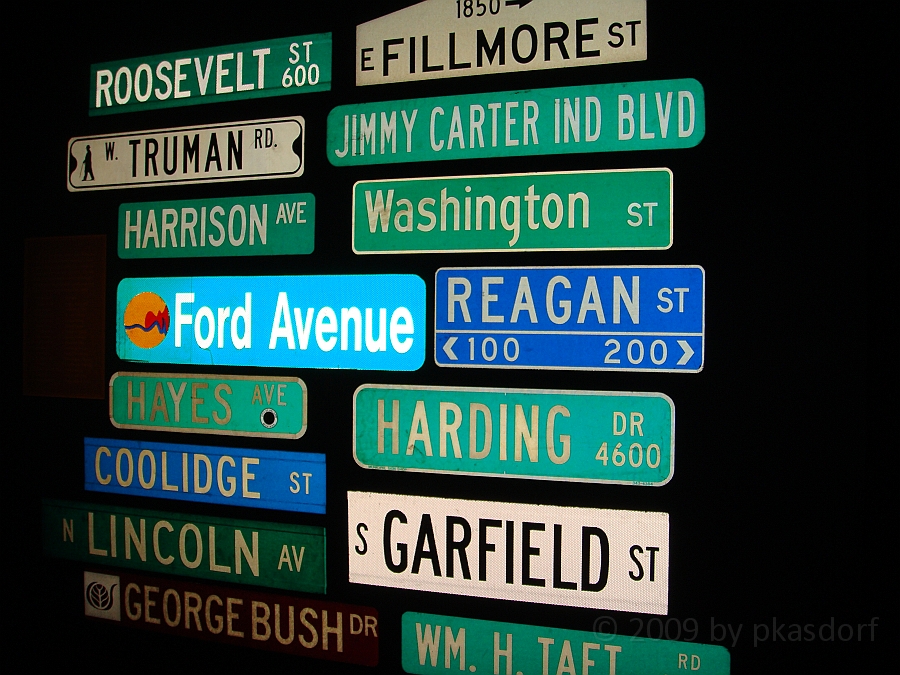 ROOSEVELT ST 600
1850 →
E FILLMORE ST
W. TRUMAN RD.
JIMMY CARTER IND BLVD
HARRISON AVE
Washington ST
Ford Avenue
REAGAN ST
<100 200>
HAYES AVE
HARDING DR 4600
COOLIDGE ST
N LINCOLN AV
S GARFIELD ST
GEORGE BUSH DR
WM. H. TAFT RD
© 2009 by pkasdorf